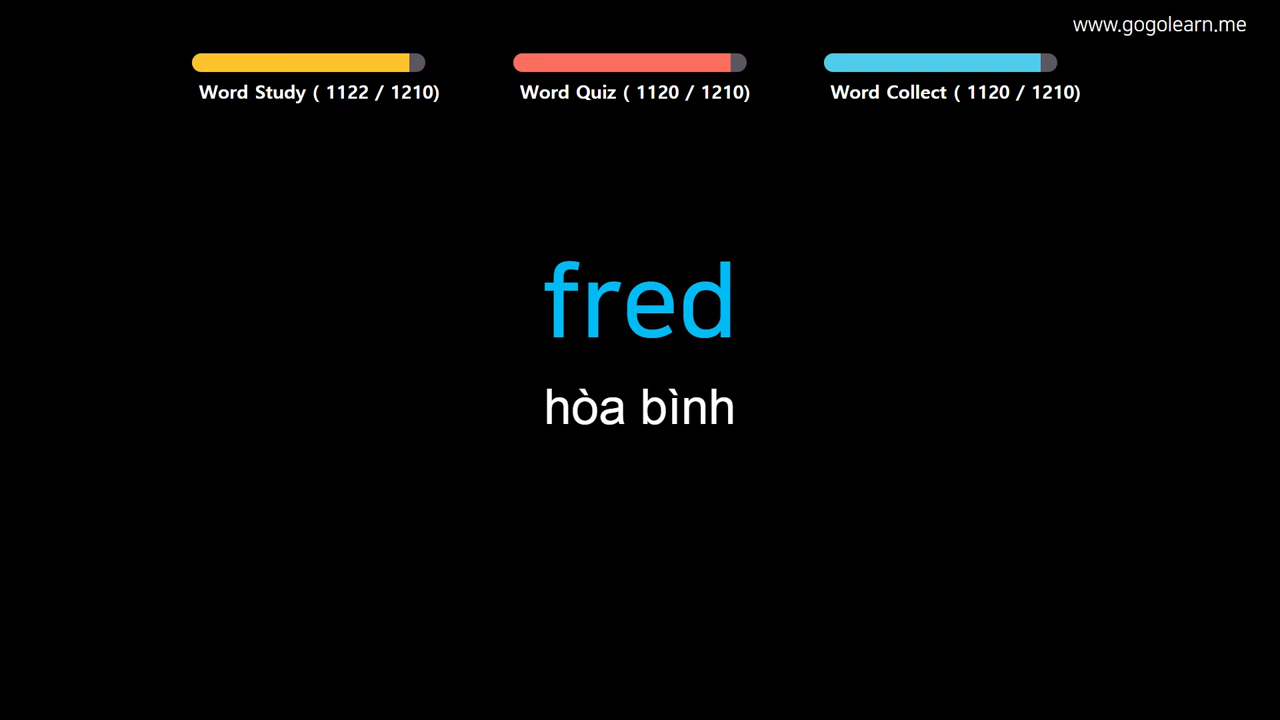 www.gogolearn.me
Word Study ( 1122 / 1210)
Word Quiz ( 1120 / 1210)
Word Collect ( 1120 / 1210)
fred
hòa bình